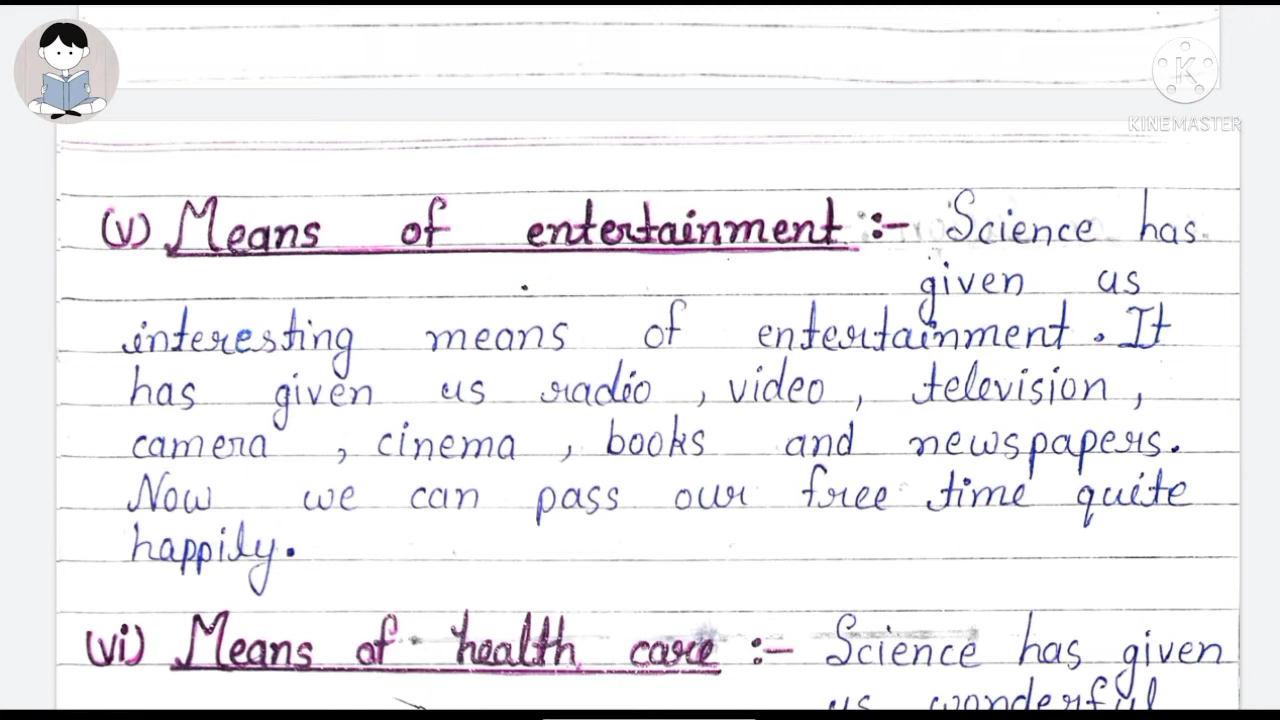 KINEMASTER
(v) Means of entertainment :- Science has
given us
interesting means of entertainment. It
has given us radio, video, television,
camera, cinema, books and newspapers.
Now we can pass our free time quite
happily.
(vi) Means of health care :- Science has given
us wonderful